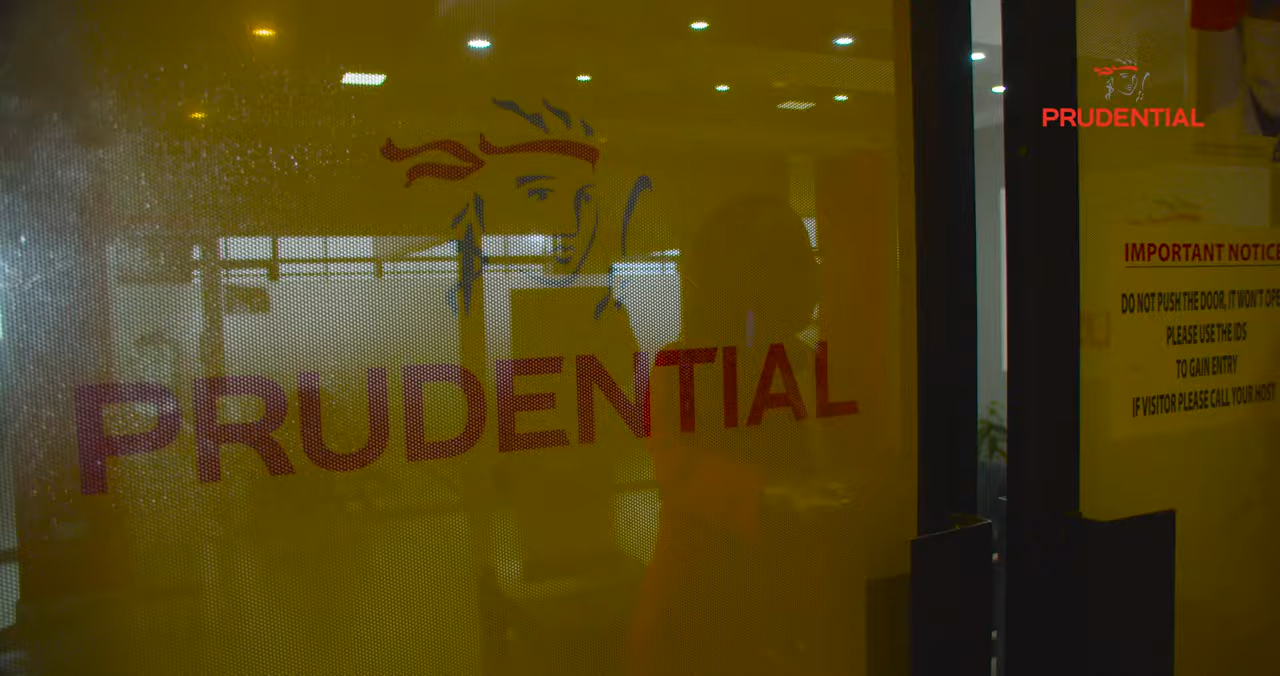 PRUDENTIAL
PRUDENTIAL
IMPORTANT NOTICE
DO NOT PUSH THE DOOR, IT WON'T OPE
PLEASE USE THE IDS
TO GAIN ENTRY
IF VISITOR PLEASE CALL YOUR HOST